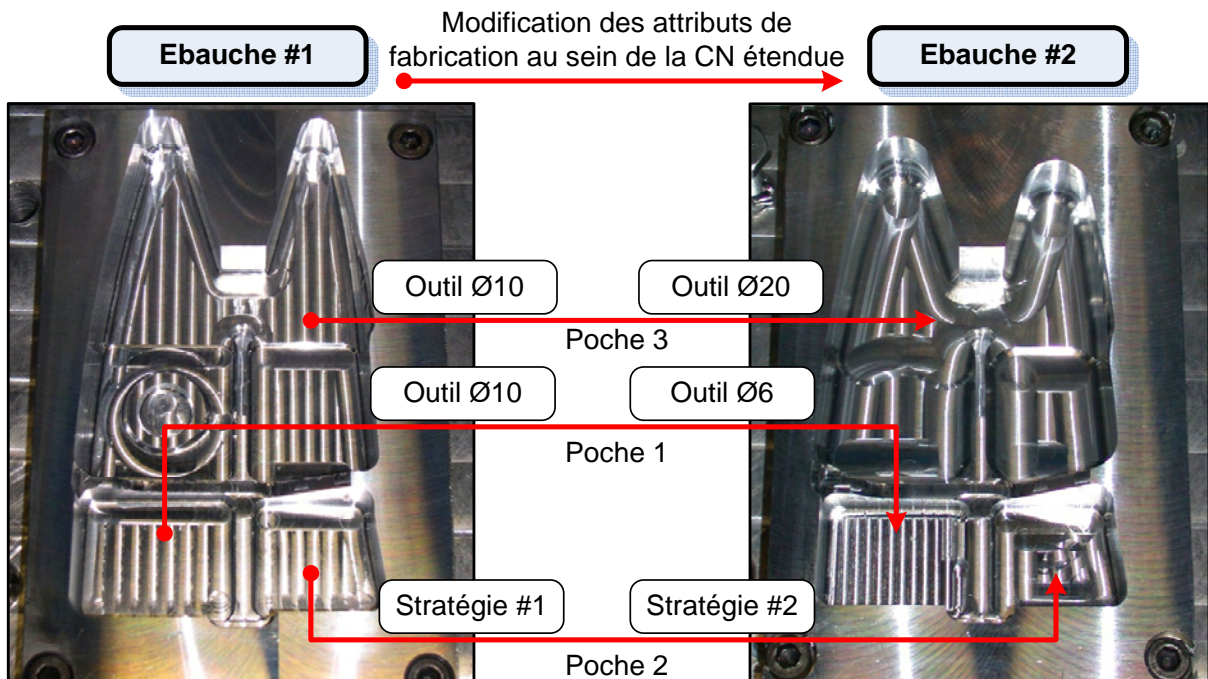 Ebauche #1
Modification des attributs de
fabrication au sein de la CN étendue
Ebauche #2
Outil Ø10
Outil Ø20
Poche 3
Outil Ø10
Outil Ø6
Poche 1
Stratégie #1
Stratégie #2
Poche 2